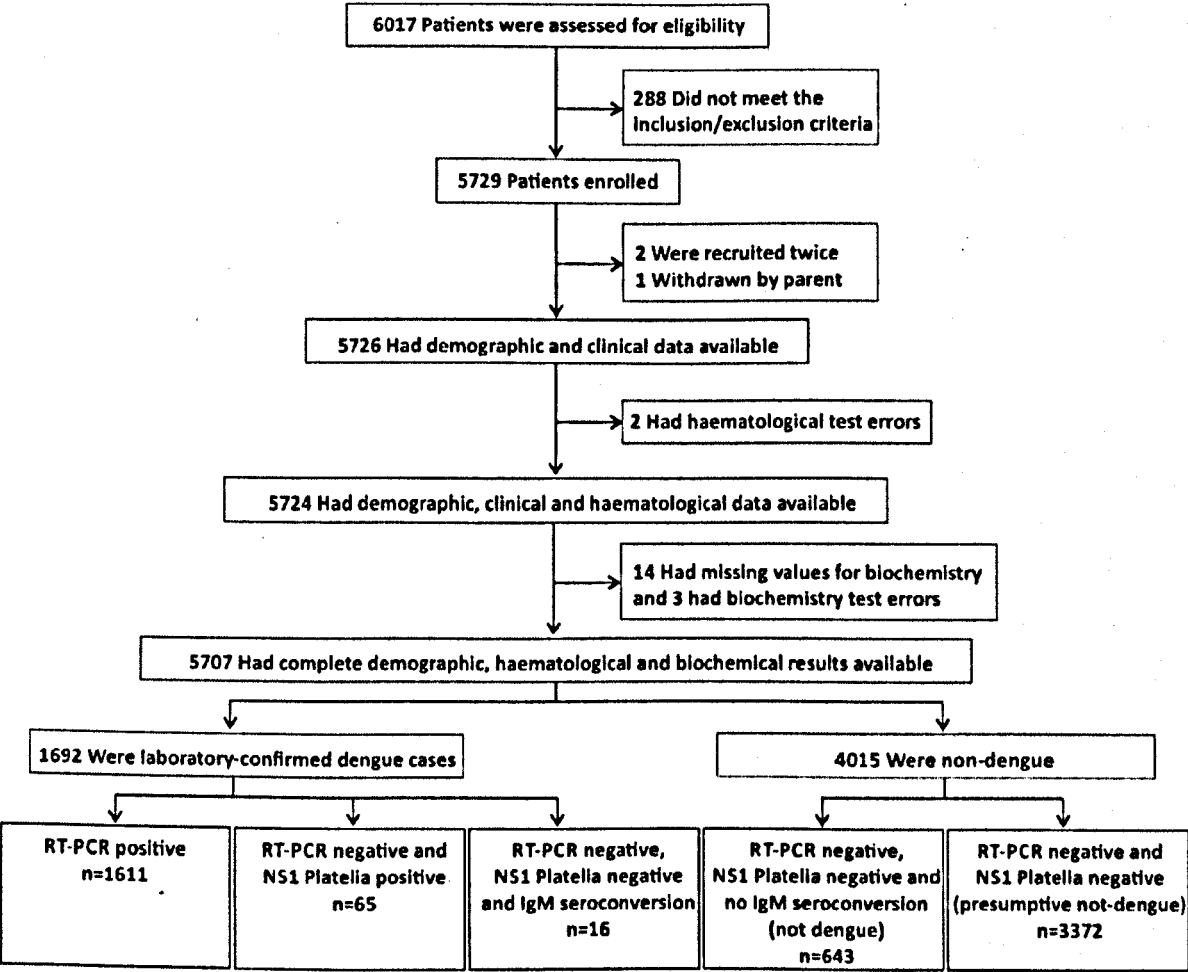 6017 Patients were assessed for eligibility
288 Did not meet the
inclusion/exclusion criteria
5729 Patients enrolled
2 Were recruited twice
1 Withdrawn by parent
5726 Had demographic and clinical data available
2 Had haematological test errors
5724 Had demographic, clinical and haematological data available
14 Had missing values for biochemistry
and 3 had biochemistry test errors
5707 Had complete demographic, haematological and biochemical results available
1692 Were laboratory-confirmed dengue cases
4015 Were non-dengue
RT-PCR positive
n=1611
RT-PCR negative and
NS1 Platelia positive
n=65
RT-PCR negative,
NS1 Platelia negative
and IgM seroconversion
n=16
RT-PCR negative,
NS1 Platelia negative and
no IgM seroconversion
(not dengue)
n=643
RT-PCR negative and
NS1 Platelia negative
(presumptive not-dengue)
n=3372